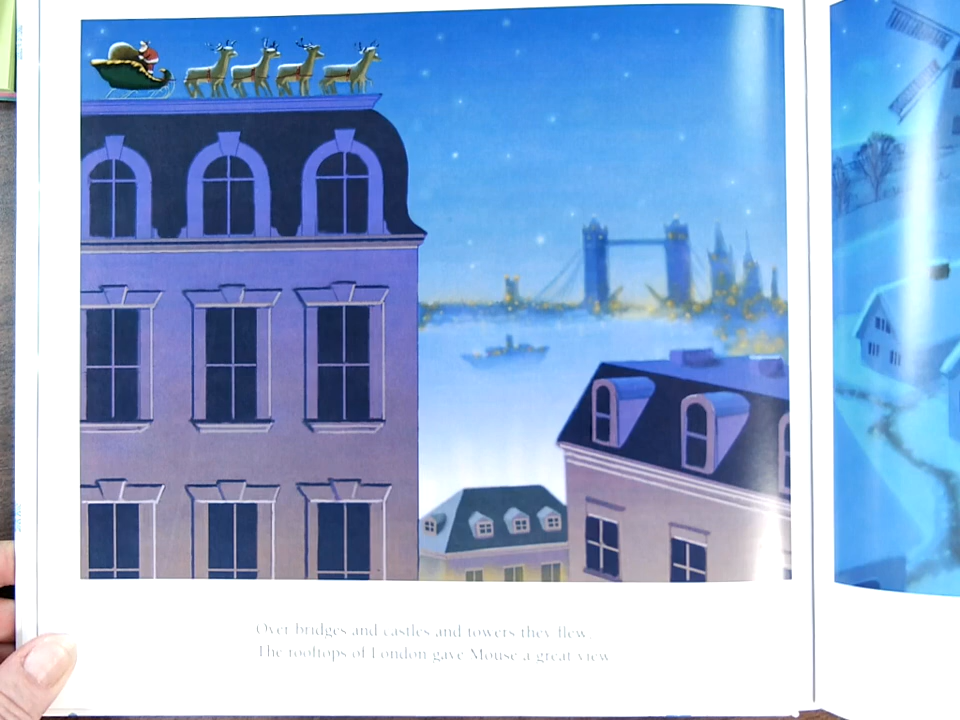 Over bridges and castles and towers they flew.
The rooftops of London gave Mouse a great view